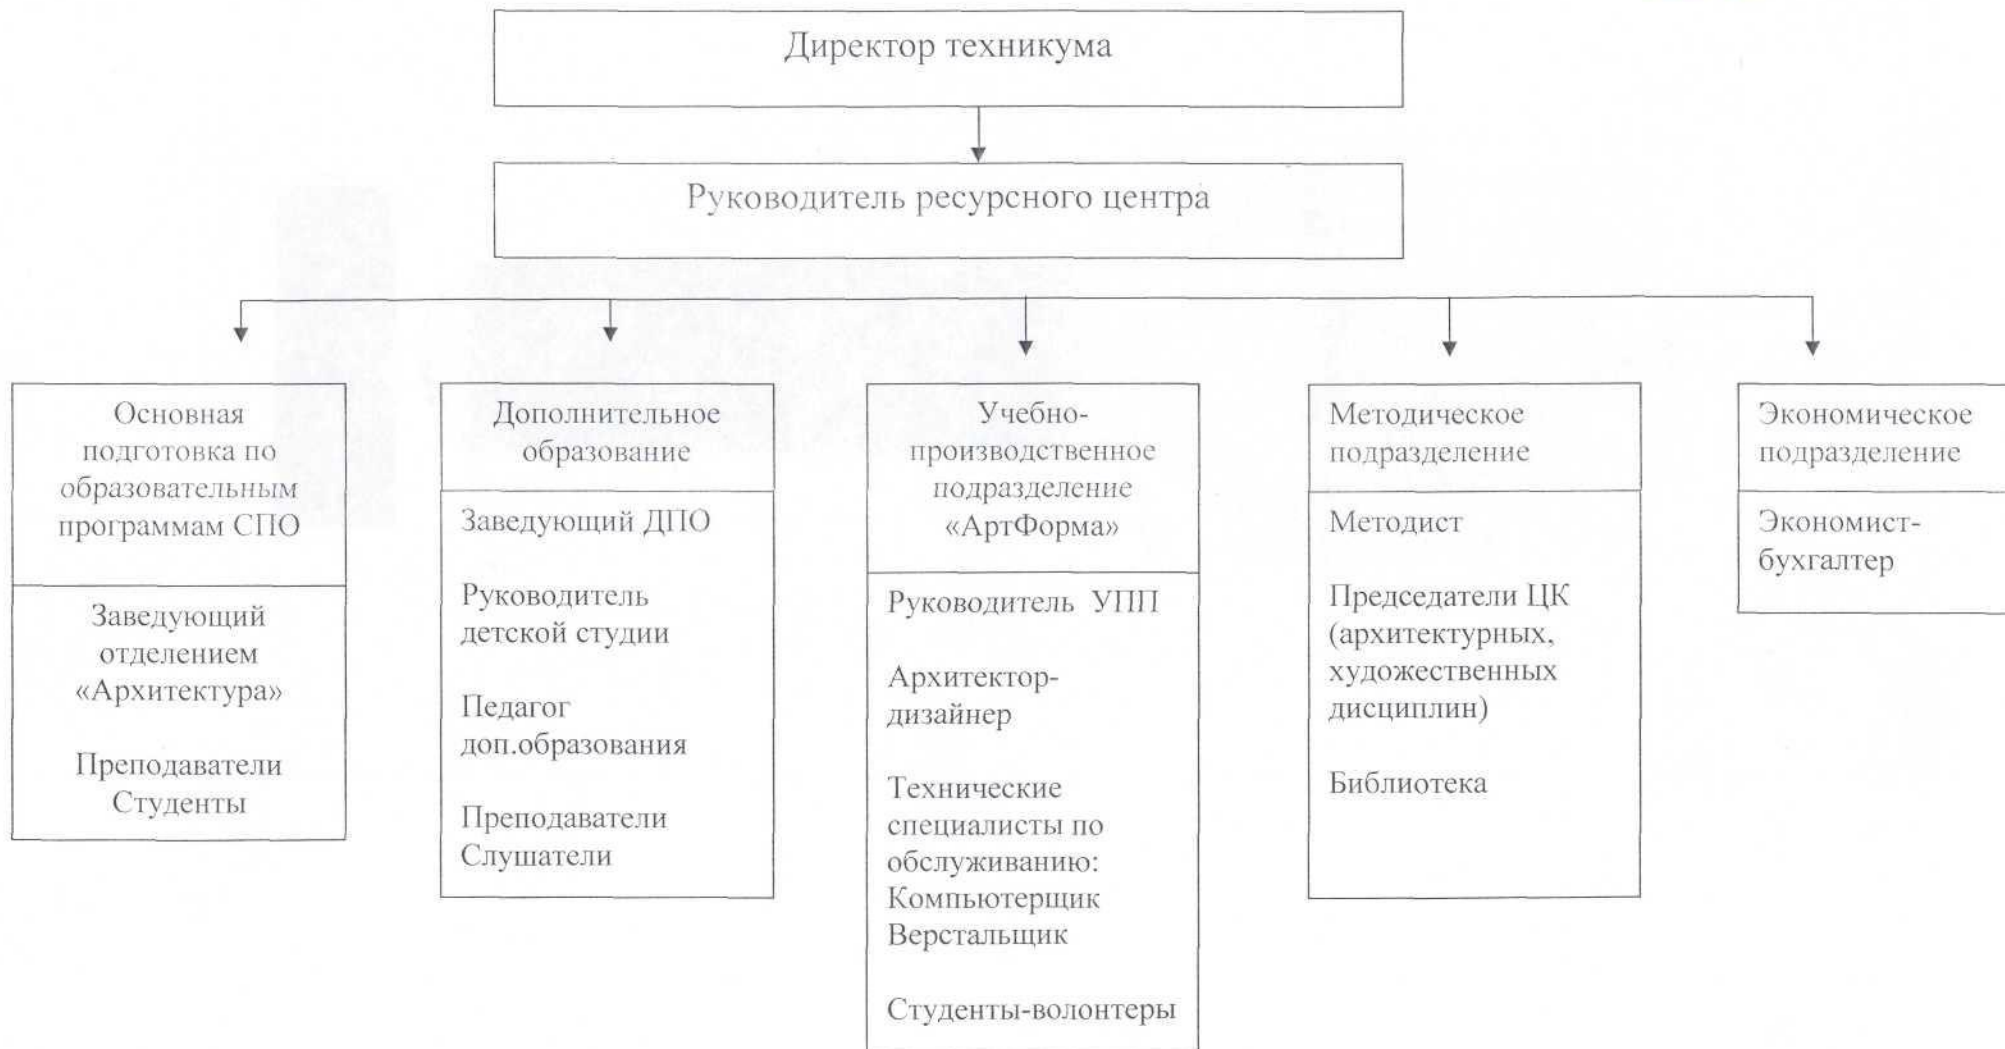 Директор техникума
Руководитель ресурсного центра
Основная
подготовка по
образовательным
программам СПО
Заведующий
отделением
«Архитектура»
Преподаватели
Студенты
Дополнительное
образование
Заведующий ДПО
Руководитель
детской студии
Педагог
доп.образования
Преподаватели
Слушатели
Учебно-
производственное
подразделение
«АртФорма»
Руководитель УПП
Архитектор-
дизайнер
Технические
специалисты по
обслуживанию:
Компьютерщик
Верстальщик
Студенты-волонтеры
Методическое
подразделение
Методист
Председатели ЦК
(архитектурных,
художественных
дисциплин)
Библиотека
Экономическое
подразделение
Экономист-
бухгалтер